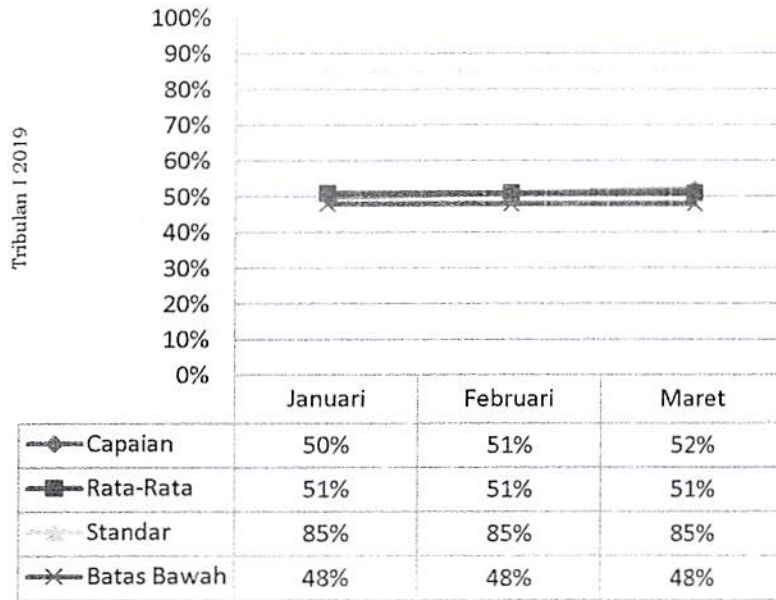 Tribulan I 2019
100%
90%
80%
70%
60%
50%
40%
30%
20%
10%
0%
Januari Februari Maret
Capaian 50% 51% 52%
Rata-Rata 51% 51% 51%
Standar 85% 85% 85%
Batas Bawah 48% 48% 48%